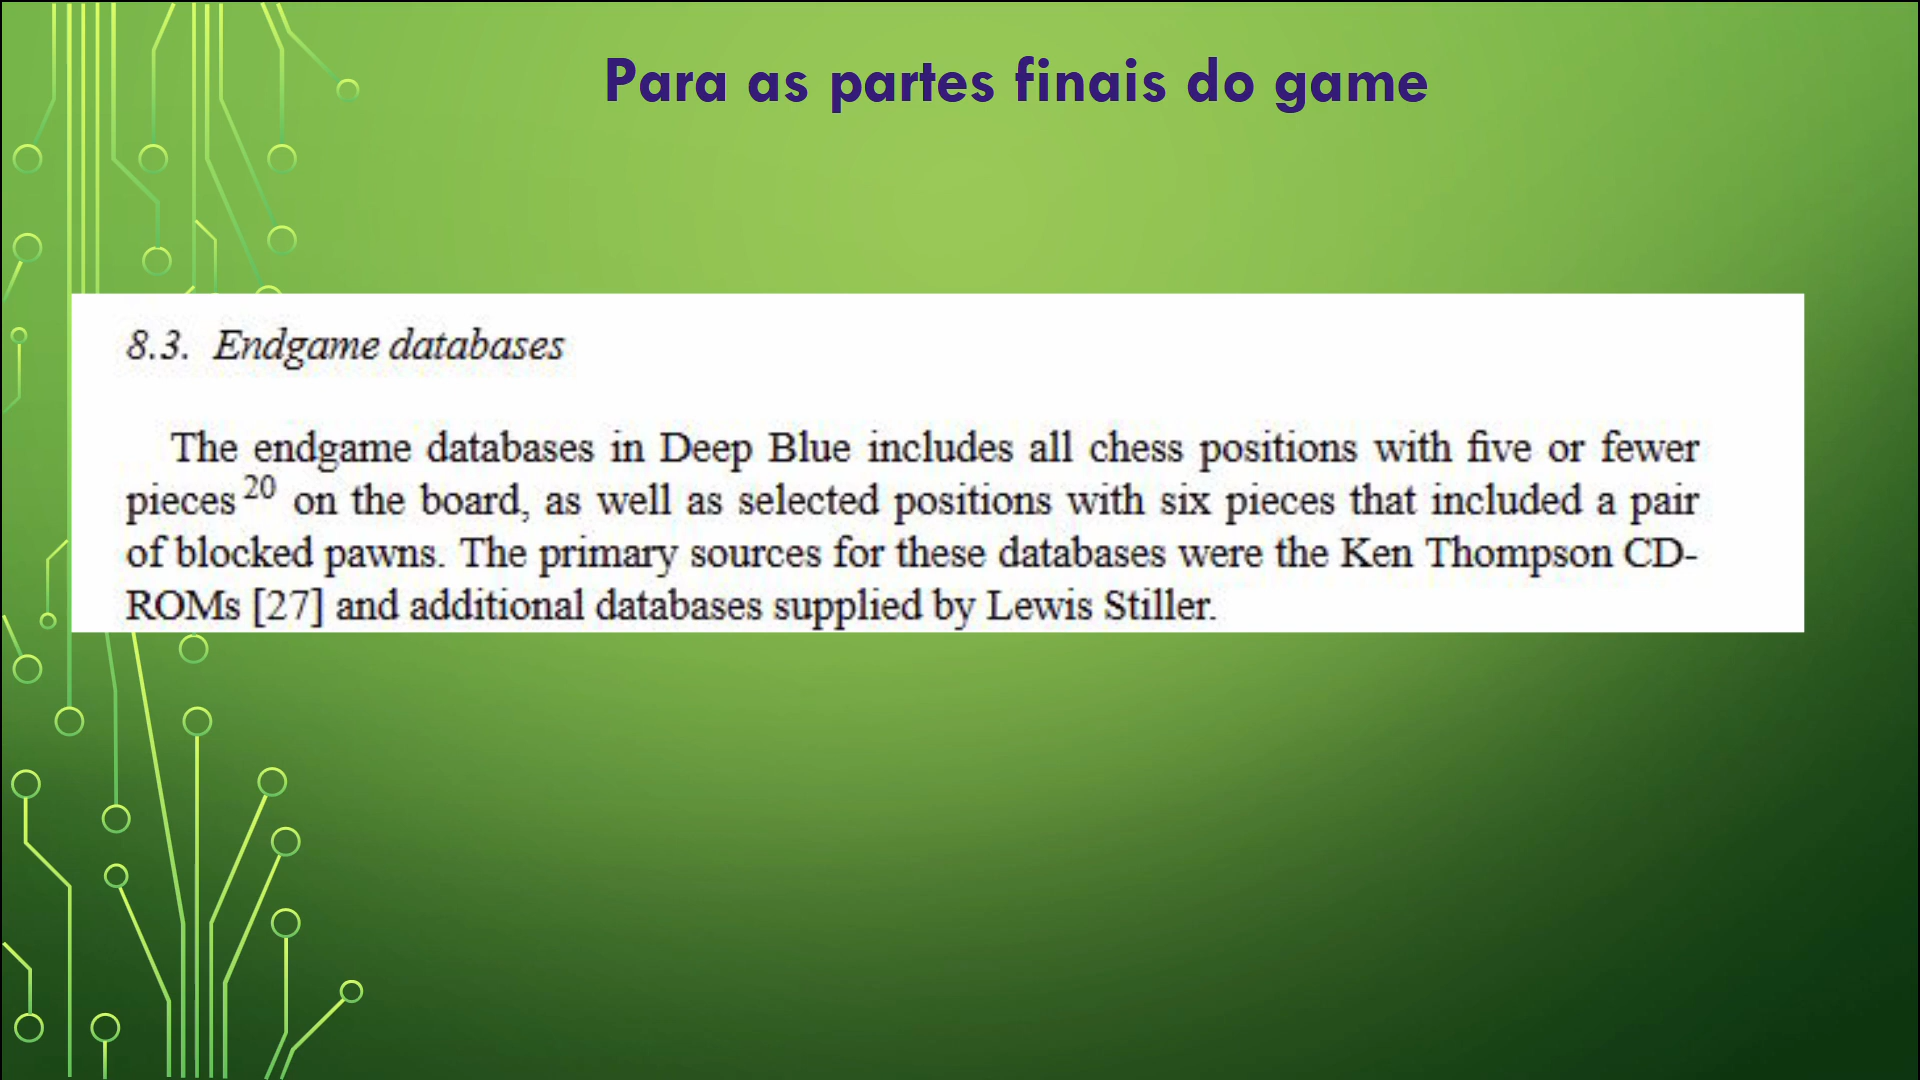 Para as partes finais do game
8.3. Endgame databases
The endgame databases in Deep Blue includes all chess positions with five or fewer
pieces 20 on the board, as well as selected positions with six pieces that included a pair
of blocked pawns. The primary sources for these databases were the Ken Thompson CD-
ROMs [27] and additional databases supplied by Lewis Stiller.